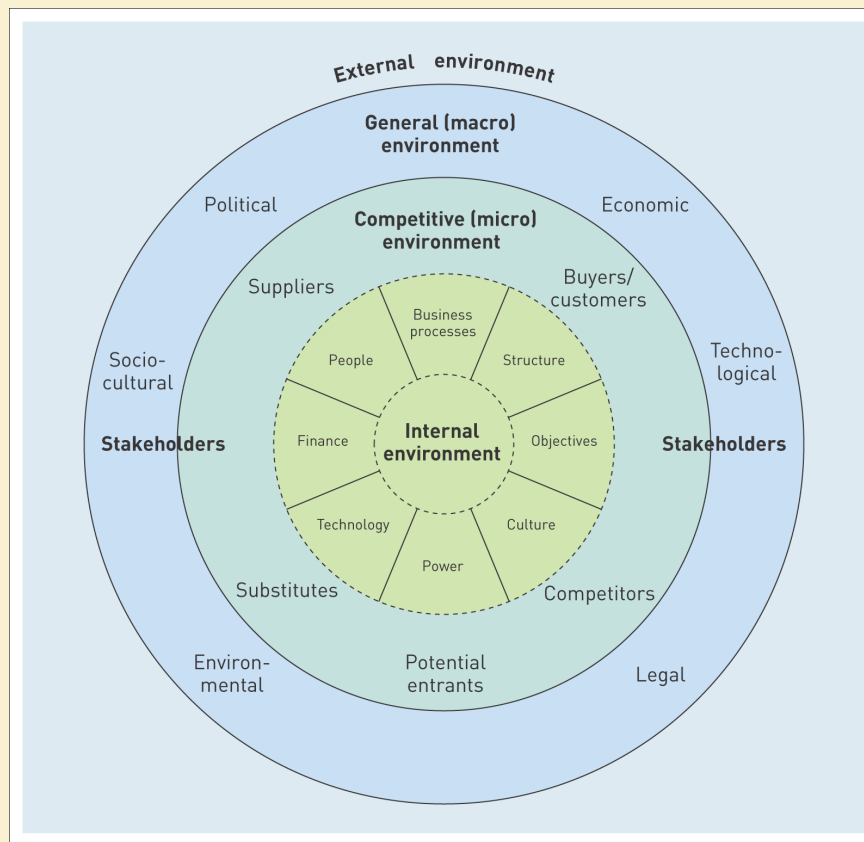 External environment
General (macro)
environment
Political
Economic
Competitive (micro)
environment
Suppliers
Buyers/
customers
Business
processes
People
Structure
Socio-
cultural
Techno-
logical
Stakeholders
Finance
Internal
environment
Objectives
Stakeholders
Technology
Culture
Power
Substitutes
Competitors
Environ-
mental
Potential
entrants
Legal